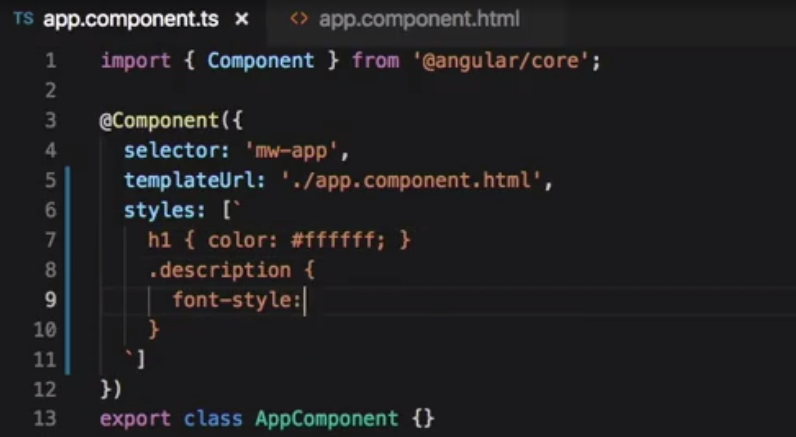 TS app.component.ts × <> app.component.html
1 import { Component } from '@angular/core';
2
3 @Component({
4 selector: 'mw-app',
5 templateUrl: './app.component.html',
6 styles: [`
7 h1 { color: #ffffff; }
8 .description {
9 font-style:
10 }
11 `]
12 })
13 export class AppComponent {}